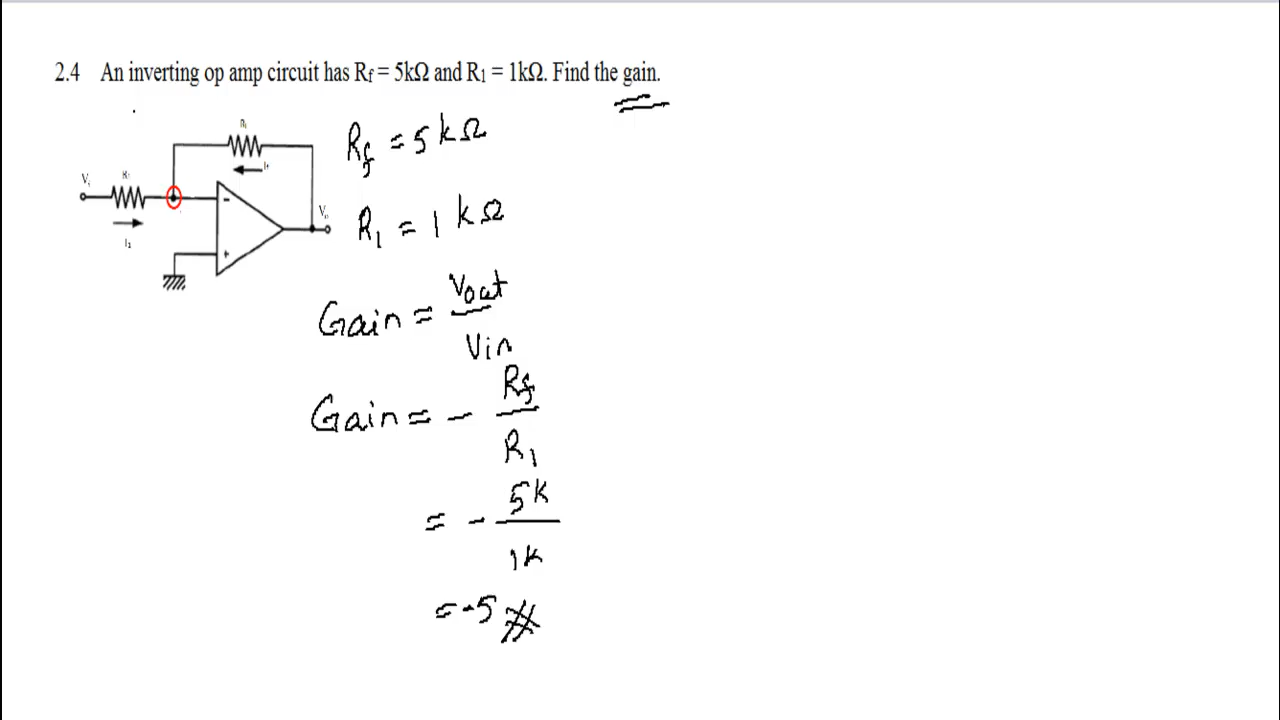 2.4 An inverting op amp circuit has Rf = 5kΩ and R1 = 1kΩ. Find the gain.
Rf = 5 kΩ
R1 = 1 kΩ
Gain = Vout
Vin
Gain = - Rf
R1
= - 5k
1k
= -5
- 
+